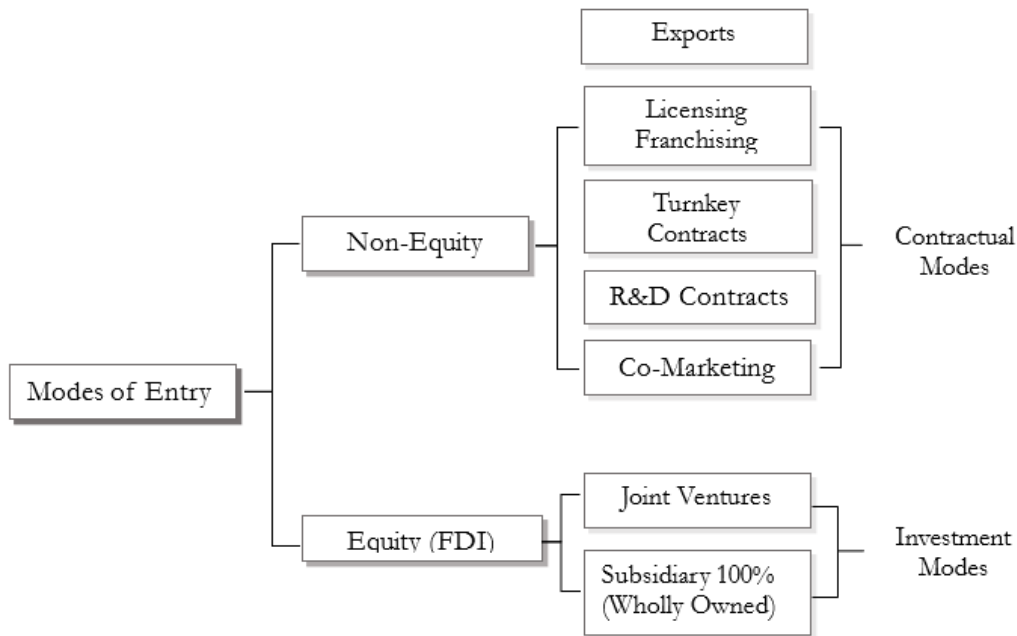 Exports
Licensing
Franchising
Turnkey
Contracts
Non-Equity
Contractual
Modes
R&D Contracts
Co-Marketing
Modes of Entry
Joint Ventures
Equity (FDI)
Investment
Modes
Subsidiary 100%
(Wholly Owned)